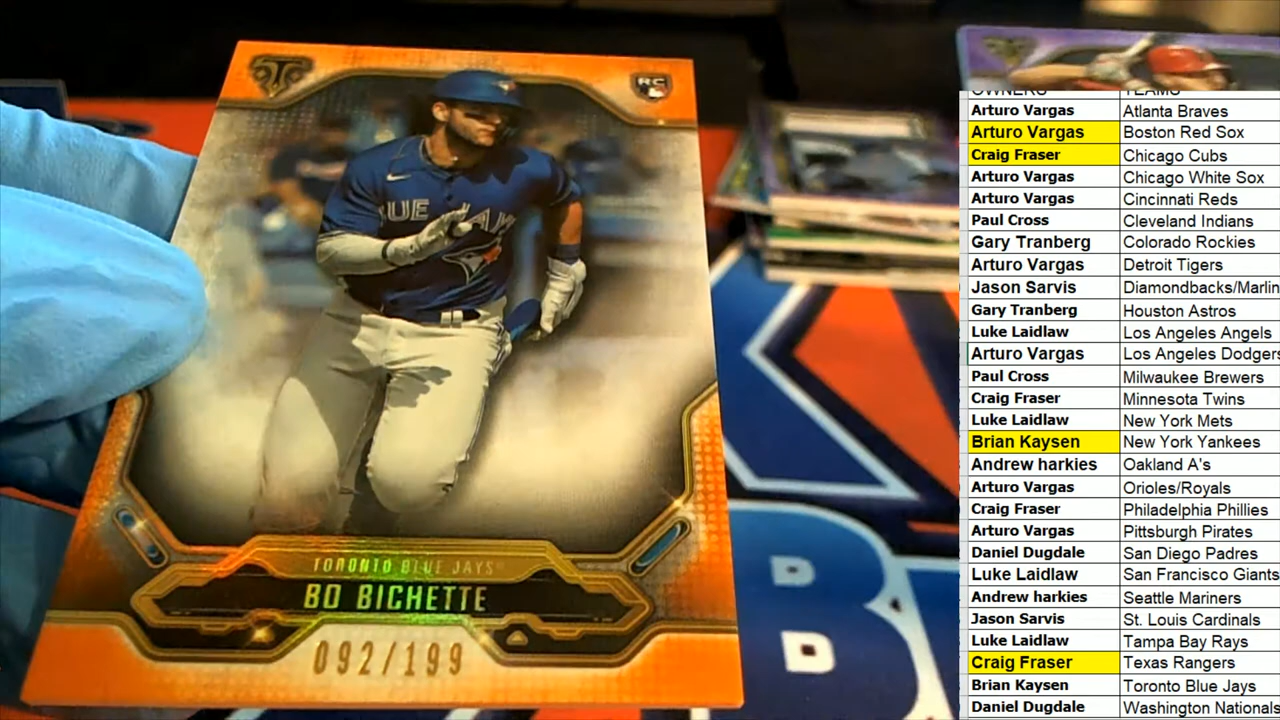 RC
UE JAY
TORONTO BLUE JAYS
BO BICHETTE
092/199
OWNERS TEAMS
Arturo Vargas Atlanta Braves
Arturo Vargas Boston Red Sox
Craig Fraser Chicago Cubs
Arturo Vargas Chicago White Sox
Arturo Vargas Cincinnati Reds
Paul Cross Cleveland Indians
Gary Tranberg Colorado Rockies
Arturo Vargas Detroit Tigers
Jason Sarvis Diamondbacks/Marlin
Gary Tranberg Houston Astros
Luke Laidlaw Los Angeles Angels
Arturo Vargas Los Angeles Dodgers
Paul Cross Milwaukee Brewers
Craig Fraser Minnesota Twins
Luke Laidlaw New York Mets
Brian Kaysen New York Yankees
Andrew harkies Oakland A's
Arturo Vargas Orioles/Royals
Craig Fraser Philadelphia Phillies
Arturo Vargas Pittsburgh Pirates
Daniel Dugdale San Diego Padres
Luke Laidlaw San Francisco Giants
Andrew harkies Seattle Mariners
Jason Sarvis St. Louis Cardinals
Luke Laidlaw Tampa Bay Rays
Craig Fraser Texas Rangers
Brian Kaysen Toronto Blue Jays
Daniel Dugdale Washington Nationals